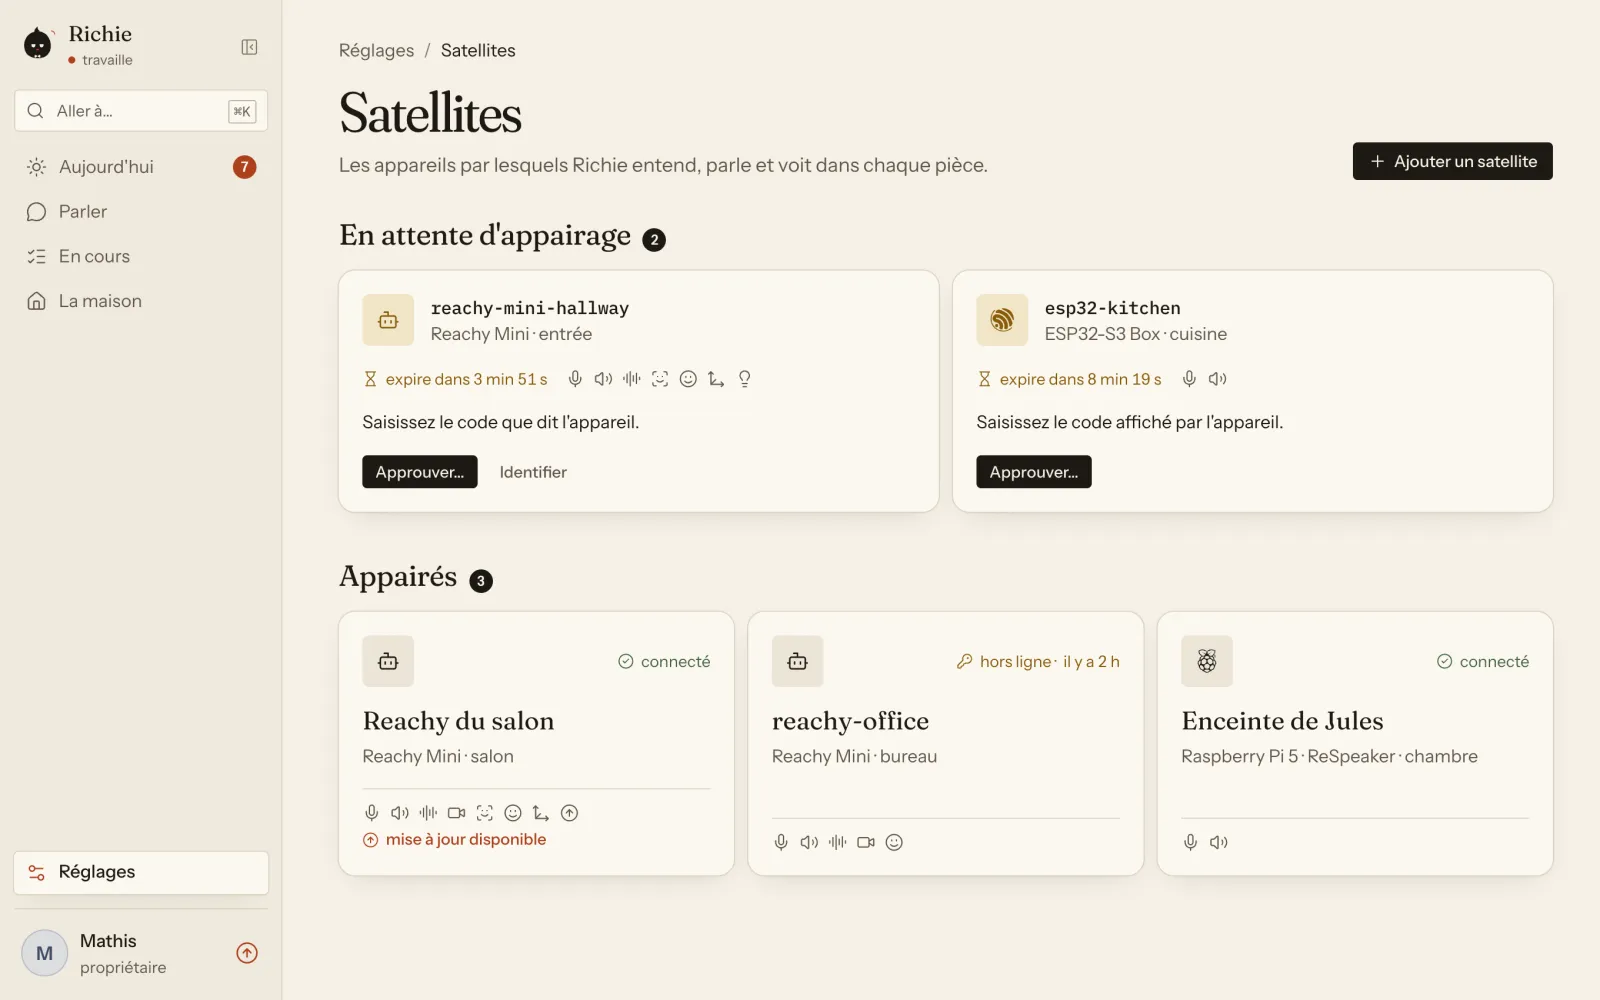 Richie
travaille
Aller à...
⌘K
Aujourd'hui
7
Parler
En cours
La maison
Réglages
M
Mathis
propriétaire
Réglages / Satellites
Satellites
Les appareils par lesquels Richie entend, parle et voit dans chaque pièce.
+ Ajouter un satellite
En attente d'appairage 2
reachy-mini-hallway
Reachy Mini · entrée
expire dans 3 min 51 s
Saisissez le code que dit l'appareil.
Approuver... Identifier
esp32-kitchen
ESP32-S3 Box · cuisine
expire dans 8 min 19 s
Saisissez le code affiché par l'appareil.
Approuver...
Appairés 3
connecté
Reachy du salon
Reachy Mini · salon
mise à jour disponible
hors ligne · il y a 2 h
reachy-office
Reachy Mini · bureau
connecté
Enceinte de Jules
Raspberry Pi 5 · ReSpeaker · chambre